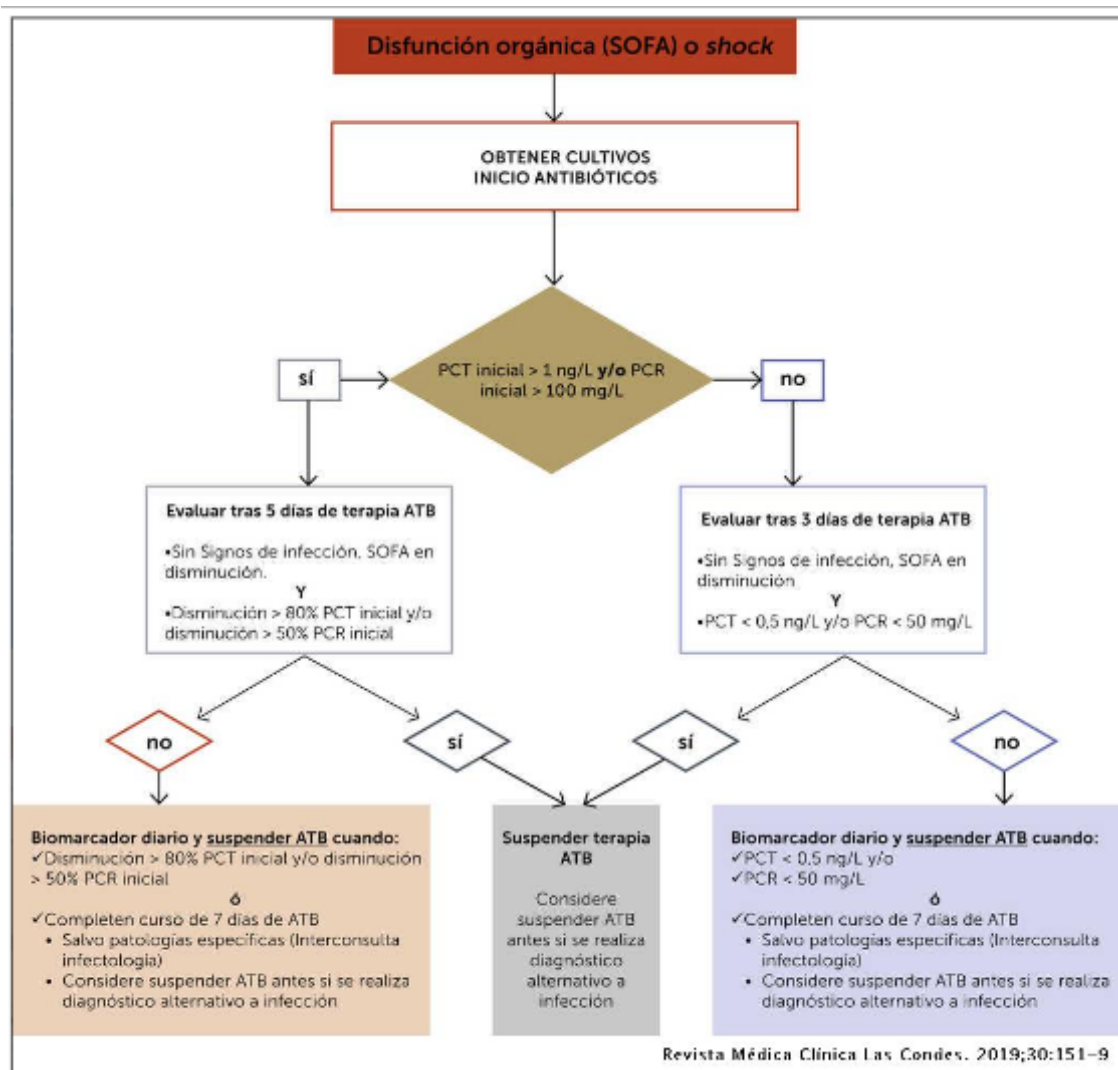 Disfunción orgánica (SOFA) o shock
OBTENER CULTIVOS
INICIO ANTIBIÓTICOS
PCT inicial > 1 ng/L y/o PCR
inicial > 100 mg/L
sí
no
Evaluar tras 5 días de terapia ATB
•Sin Signos de infección, SOFA en
disminución.
Y
•Disminución > 80% PCT inicial y/o
disminución > 50% PCR inicial
Evaluar tras 3 días de terapia ATB
•Sin Signos de infección, SOFA en
disminución
Y
•PCT < 0,5 ng/L y/o PCR < 50 mg/L
no
sí
sí
no
Biomarcador diario y suspender ATB cuando:
✓Disminución > 80% PCT inicial y/o disminución
> 50% PCR inicial
ó
✓Completen curso de 7 días de ATB
• Salvo patologías específicas (Interconsulta
infectología)
• Considere suspender ATB antes si se realiza
diagnóstico alternativo a infección
Suspender terapia
ATB
Considere
suspender ATB
antes si se realiza
diagnóstico
alternativo a
infección
Biomarcador diario y suspender ATB cuando:
✓PCT < 0,5 ng/L y/o
✓PCR < 50 mg/L
ó
✓Completen curso de 7 días de ATB
• Salvo patologías específicas (Interconsulta
infectología)
• Considere suspender ATB antes si se realiza
diagnóstico alternativo a infección
Revista Médica Clínica Las Condes. 2019;30:151-9